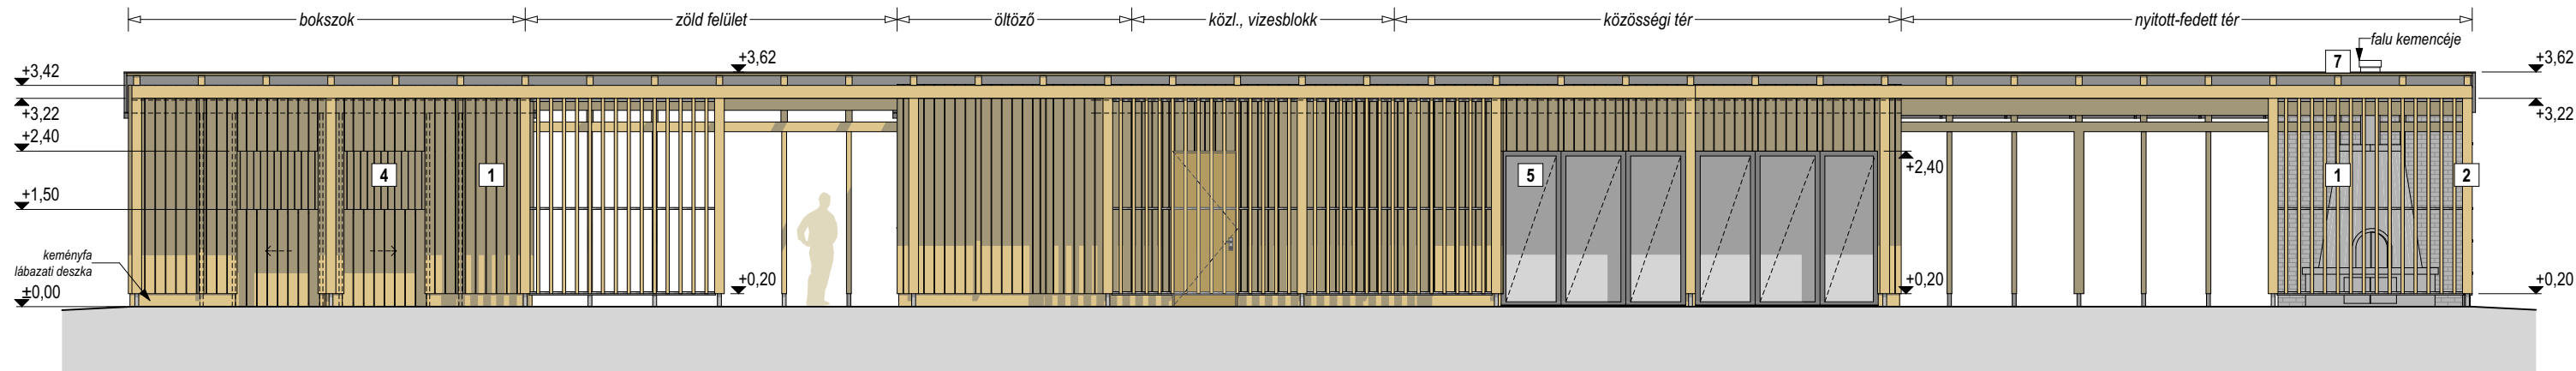 bokszok
zöld felület
öltöző
közl., vizesblokk
közösségi tér
nyitott-fedett tér
falu kemencéje
7
+3,62
+3,62
+3,42
+3,22
+3,22
+2,40
+2,40
4
1
5
1
2
+1,50
keményfa
lábazati deszka
+0,20
+0,20
+0,20
±0,00